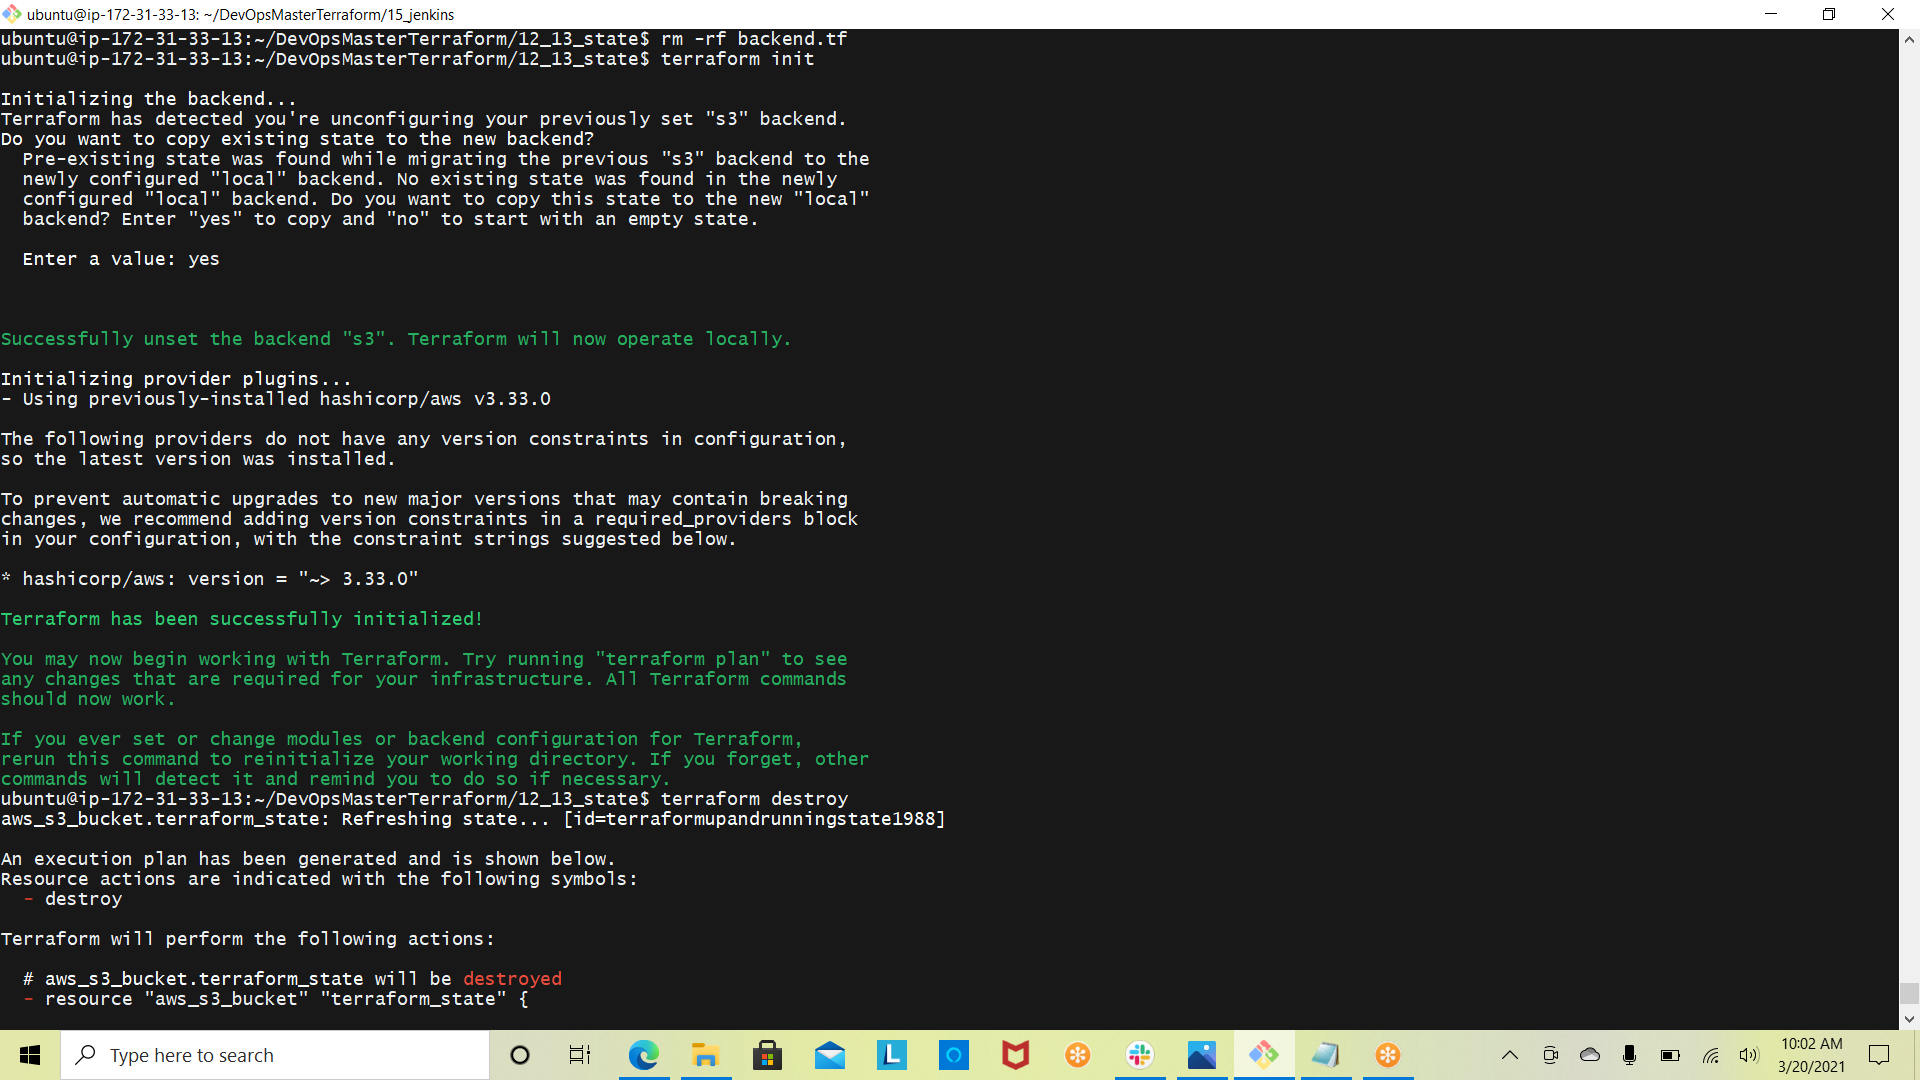 ubuntu@ip-172-31-33-13: ~/DevOpsMasterTerraform/15_jenkins
ubuntu@ip-172-31-33-13:~/DevOpsMasterTerraform/12_13_state$ rm -rf backend.tf
ubuntu@ip-172-31-33-13:~/DevOpsMasterTerraform/12_13_state$ terraform init
Initializing the backend...
Terraform has detected you're unconfiguring your previously set "s3" backend.
Do you want to copy existing state to the new backend?
Pre-existing state was found while migrating the previous "s3" backend to the
newly configured "local" backend. No existing state was found in the newly
configured "local" backend. Do you want to copy this state to the new "local"
backend? Enter "yes" to copy and "no" to start with an empty state.
Enter a value: yes
Successfully unset the backend "s3". Terraform will now operate locally.
Initializing provider plugins...
- Using previously-installed hashicorp/aws v3.33.0
The following providers do not have any version constraints in configuration,
so the latest version was installed.
To prevent automatic upgrades to new major versions that may contain breaking
changes, we recommend adding version constraints in a required_providers block
in your configuration, with the constraint strings suggested below.
* hashicorp/aws: version = "~> 3.33.0"
Terraform has been successfully initialized!
You may now begin working with Terraform. Try running "terraform plan" to see
any changes that are required for your infrastructure. All Terraform commands
should now work.
If you ever set or change modules or backend configuration for Terraform,
rerun this command to reinitialize your working directory. If you forget, other
commands will detect it and remind you to do so if necessary.
ubuntu@ip-172-31-33-13:~/DevOpsMasterTerraform/12_13_state$ terraform destroy
aws_s3_bucket.terraform_state: Refreshing state... [id=terraformupandrunningstate1988]
An execution plan has been generated and is shown below.
Resource actions are indicated with the following symbols:
- destroy
Terraform will perform the following actions:
# aws_s3_bucket.terraform_state will be destroyed
- resource "aws_s3_bucket" "terraform_state" {
Type here to search
L
10:02 AM
3/20/2021